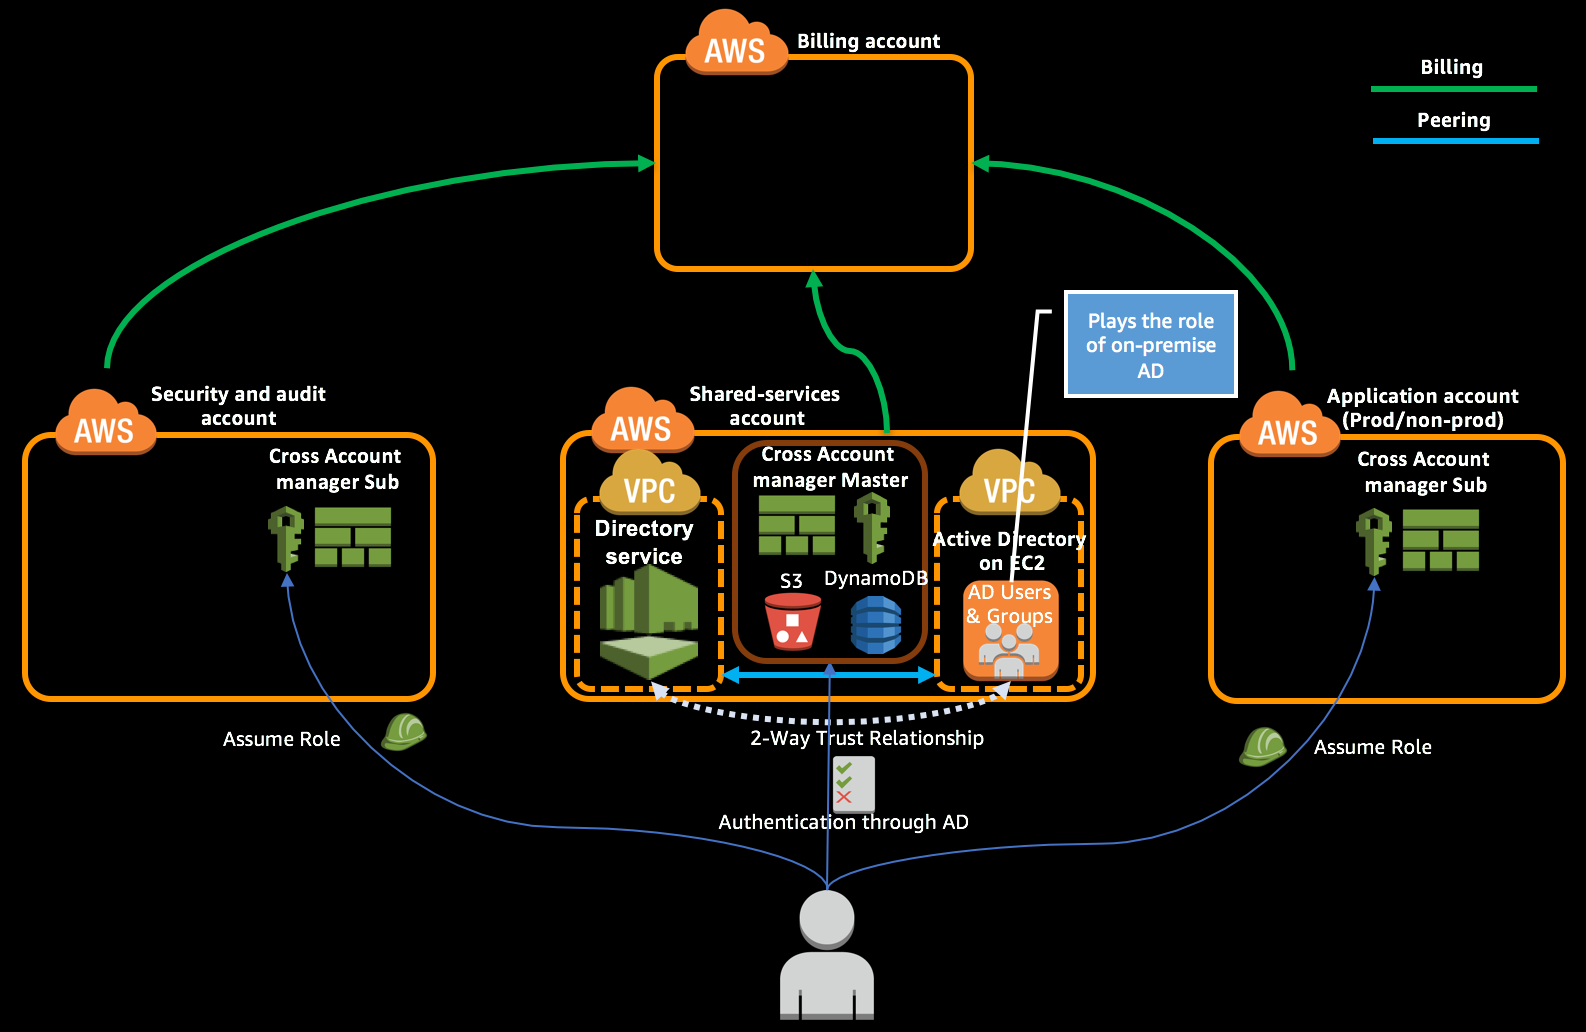 AWS
Billing account
Billing
Peering
Plays the role
of on-premise
AD
AWS
Security and audit
account
Cross Account
manager Sub
AWS
Shared-services
account
VPC
Directory
service
Cross Account
manager Master
S3
DynamoDB
VPC
Active Directory
on EC2
AD Users
& Groups
AWS
Application account
(Prod/non-prod)
Cross Account
manager Sub
Assume Role
2-Way Trust Relationship
Assume Role
Authentication through AD